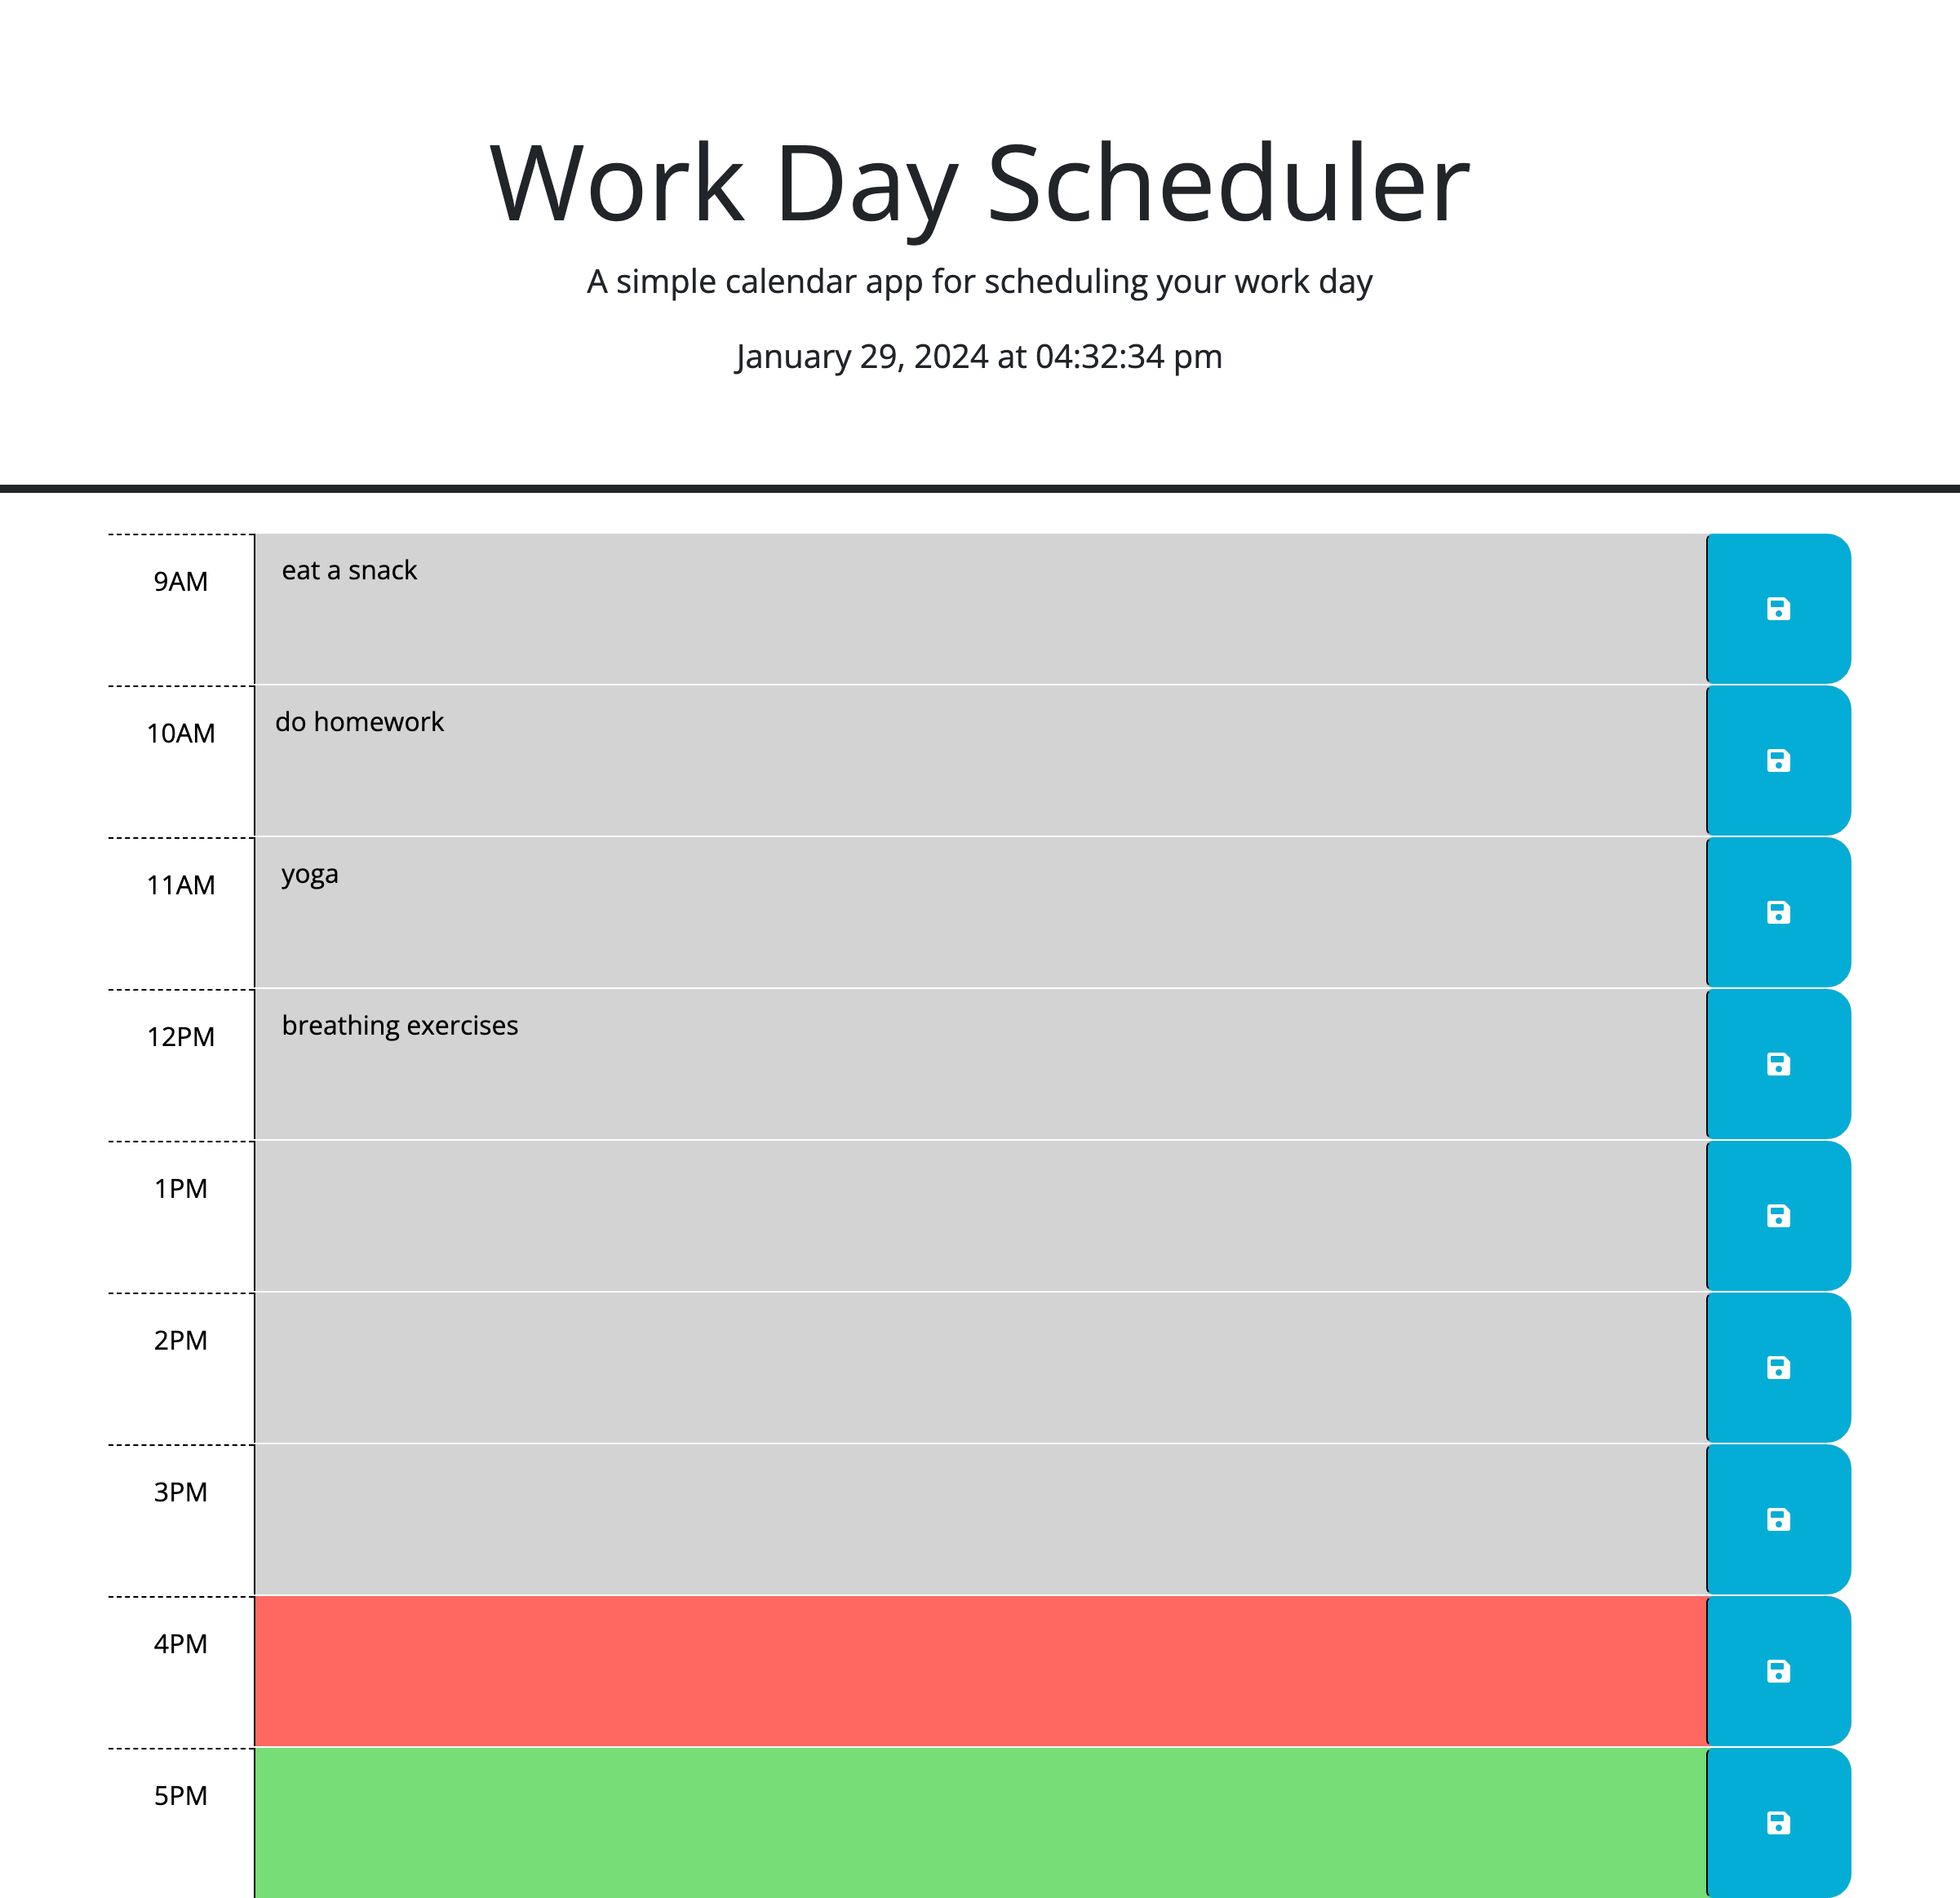 Work Day Scheduler
A simple calendar app for scheduling your work day
January 29, 2024 at 04:32:34 pm
9AM
eat a snack
10AM
do homework
11AM
yoga
12PM
breathing exercises
1PM
2PM
3PM
4PM
5PM